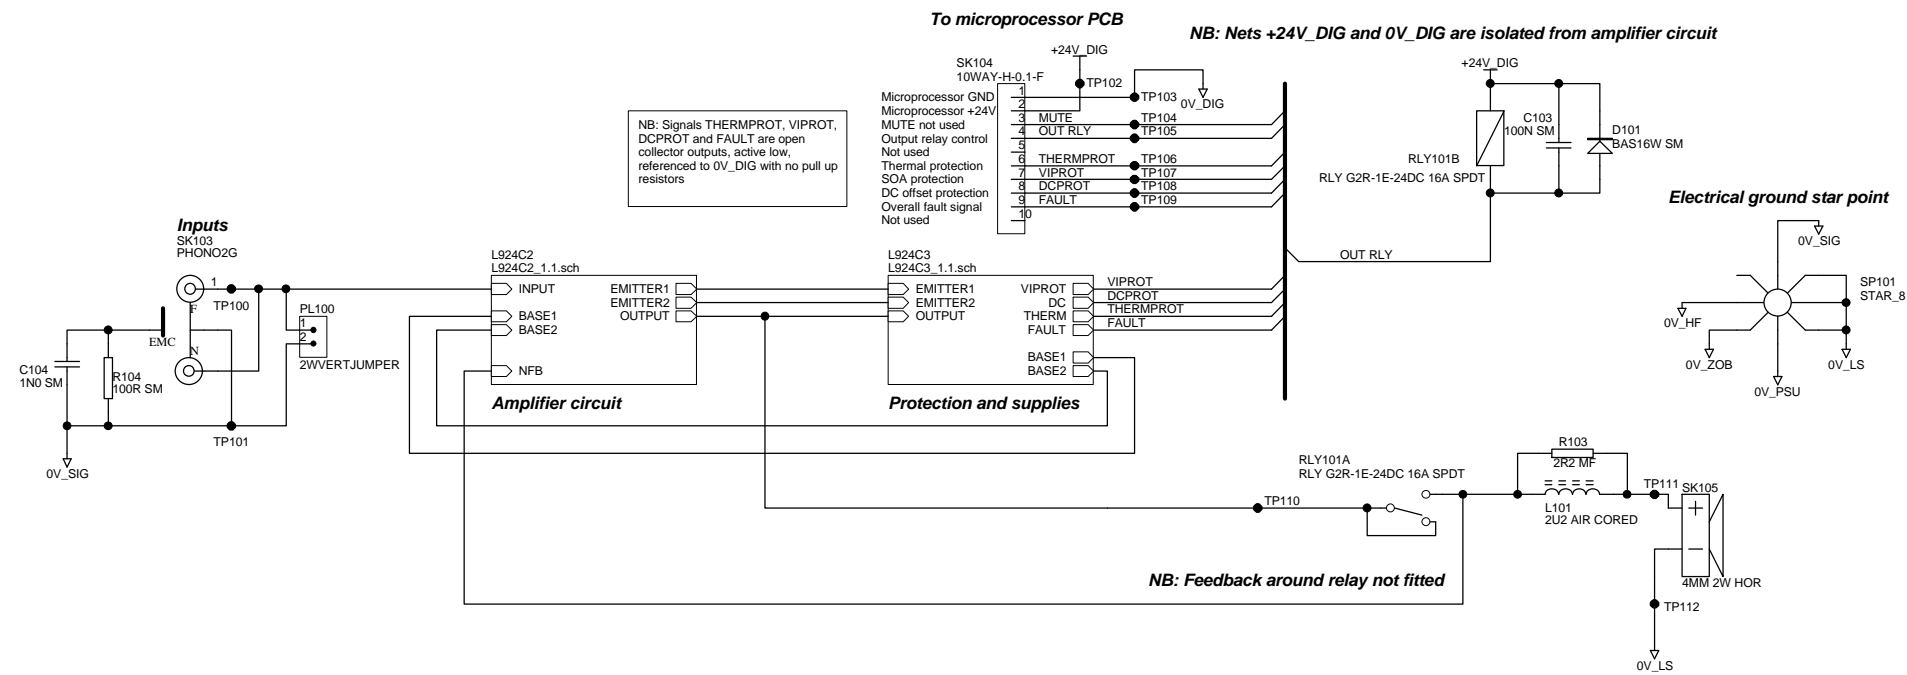 To microprocessor PCB
NB: Nets +24V_DIG and 0V_DIG are isolated from amplifier circuit
+24V_DIG
SK104
10WAY-H-0.1-F
TP102
Microprocessor GND
1
TP103
0V_DIG
Microprocessor +24V
2
MUTE not used
3
MUTE
TP104
Output relay control
4
OUT RLY
TP105
Not used
5
Thermal protection
6
THERMPROT
TP106
SOA protection
7
VIPROT
TP107
DC offset protection
8
DCPROT
TP108
Overall fault signal
9
FAULT
TP109
Not used
10
NB: Signals THERMPROT, VIPROT,
DCPROT and FAULT are open
collector outputs, active low,
referenced to 0V_DIG with no pull up
resistors
+24V_DIG
C103
100N SM
D101
BAS16W SM
RLY101B
RLY G2R-1E-24DC 16A SPDT
OUT RLY
Electrical ground star point
0V_SIG
SP101
STAR_8
0V_HF
0V_ZOB
0V_LS
0V_PSU
Inputs
SK103
PHONO2G
1
TP100
F
N
EMC
PL100
1
2
2WVERTJUMPER
C104
1N0 SM
R104
100R SM
TP101
0V_SIG
L924C2
L924C2_1.1.sch
INPUT
BASE1
BASE2
NFB
EMITTER1
EMITTER2
OUTPUT
Amplifier circuit
L924C3
L924C3_1.1.sch
EMITTER1
EMITTER2
OUTPUT
VIPROT
DC
THERM
FAULT
BASE1
BASE2
VIPROT
DCPROT
THERMPROT
FAULT
Protection and supplies
RLY101A
RLY G2R-1E-24DC 16A SPDT
TP110
R103
2R2 MF
L101
2U2 AIR CORED
TP111
SK105
+
−
4MM 2W HOR
NB: Feedback around relay not fitted
TP112
0V_LS